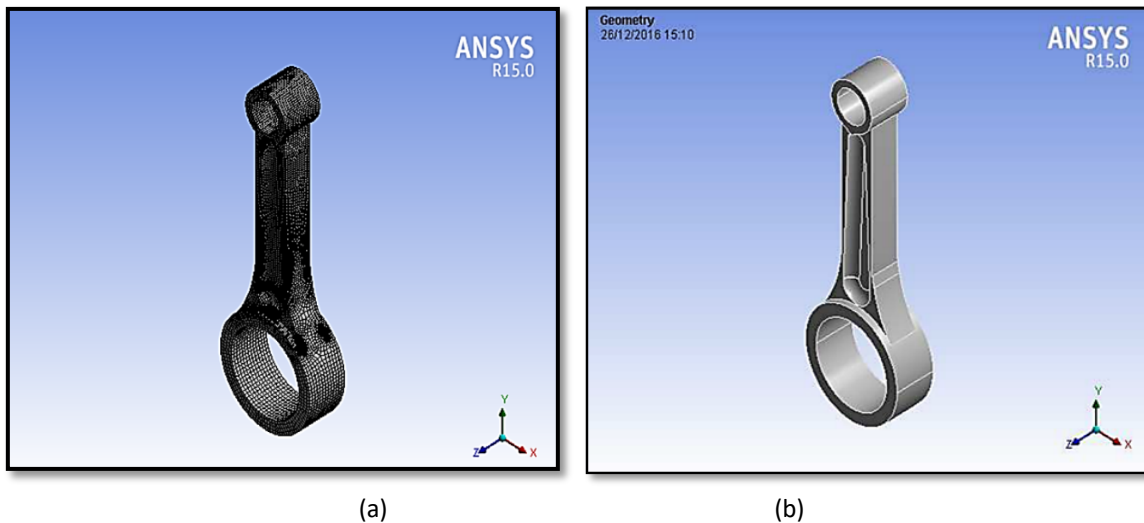 ANSYS
R15.0
Y
Z
X
(a)
Geometry
26/12/2016 15:10
ANSYS
R15.0
Y
Z
X
(b)